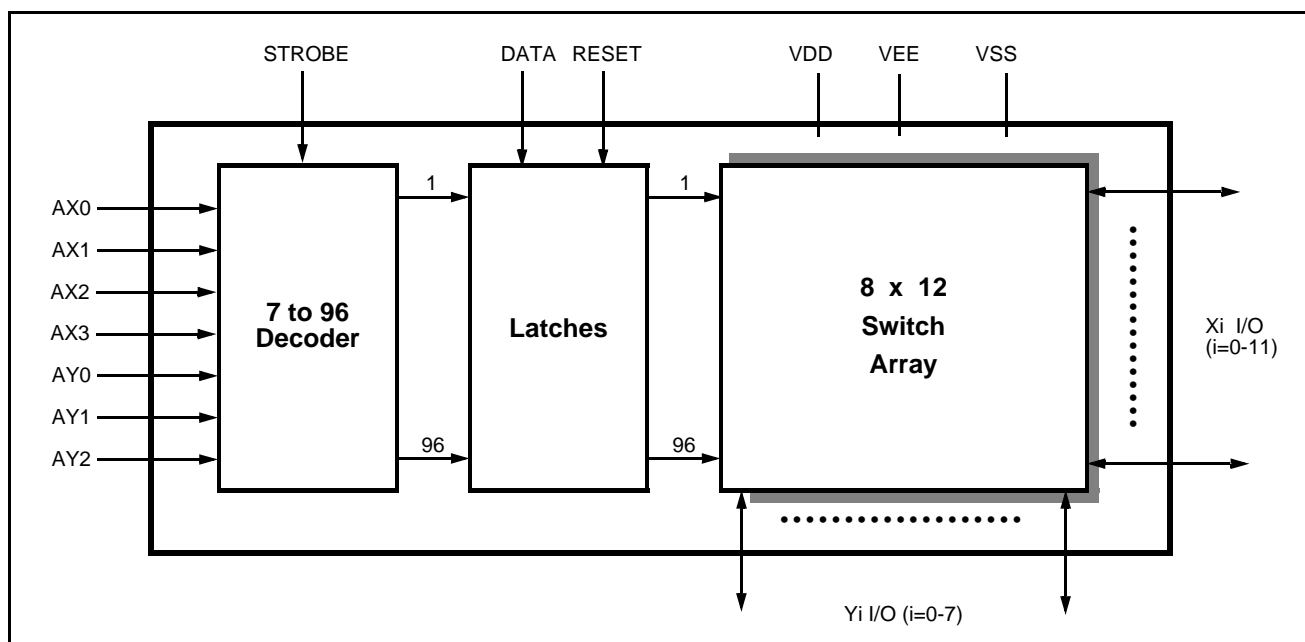 STROBE DATA RESET VDD VEE VSS
AX0
AX1
AX2
AX3
AY0
AY1
AY2
7 to 96
Decoder
1
96
Latches
1
96
8 x 12
Switch
Array
Xi I/O
(i=0-11)
Yi I/O (i=0-7)